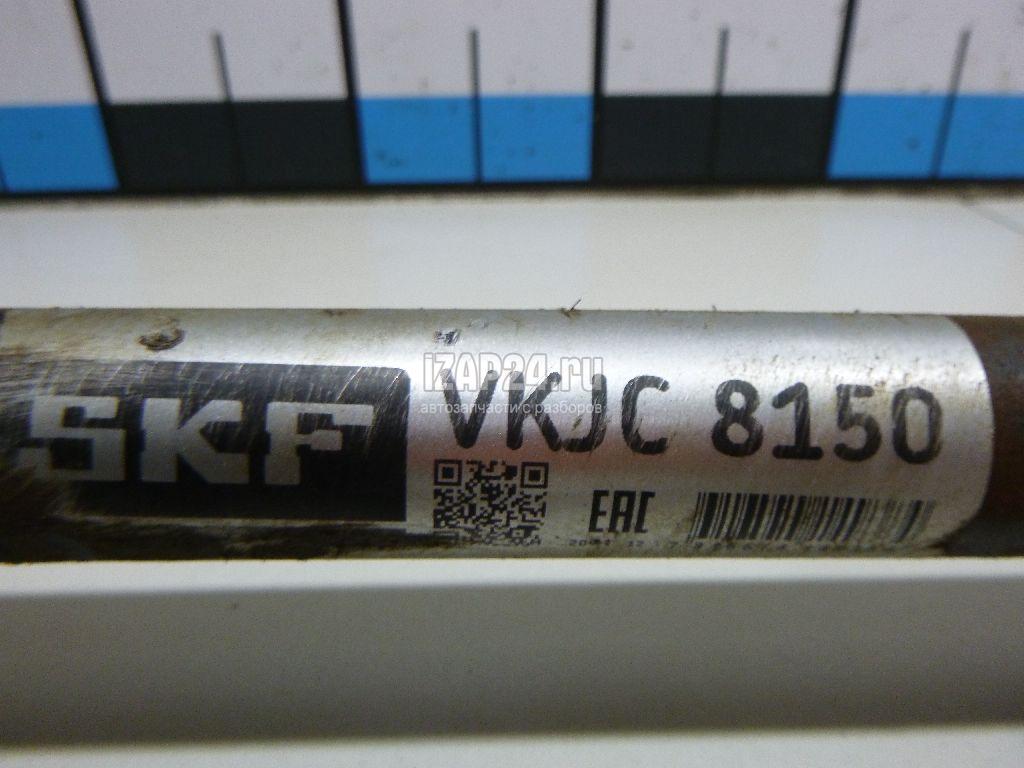 iZAP24.ru
SKF VKJC 8150
автозапчасти с разборов
EAC